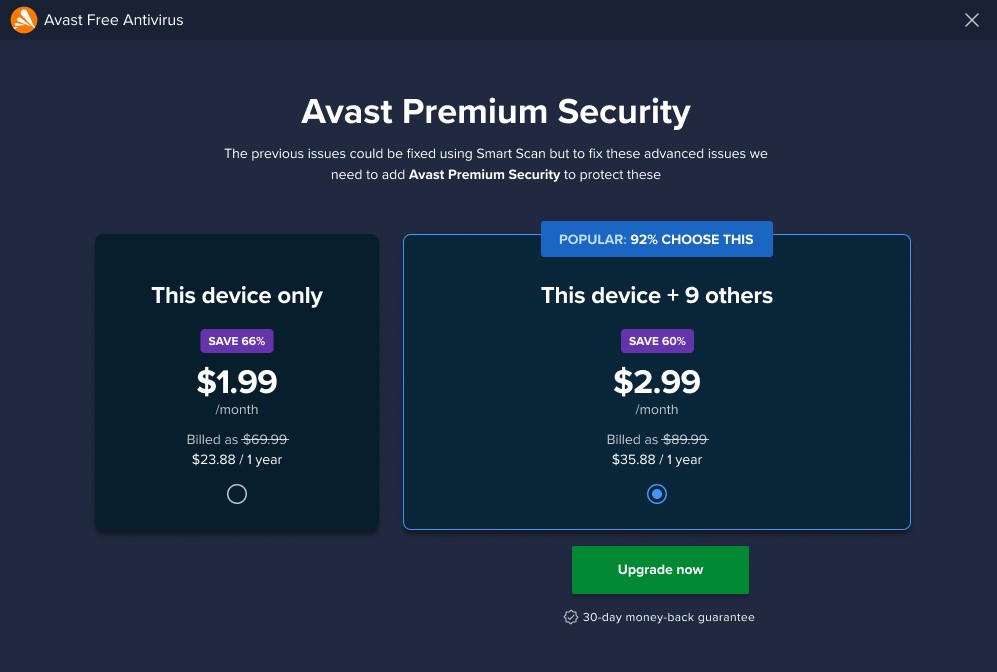 Avast Free Antivirus
Avast Premium Security
The previous issues could be fixed using Smart Scan but to fix these advanced issues we
need to add Avast Premium Security to protect these
This device only
SAVE 66%
$1.99
/month
Billed as $69.99
$23.88 / 1 year
POPULAR: 92% CHOOSE THIS
This device + 9 others
SAVE 60%
$2.99
/month
Billed as $89.99
$35.88 / 1 year
Upgrade now
30-day money-back guarantee